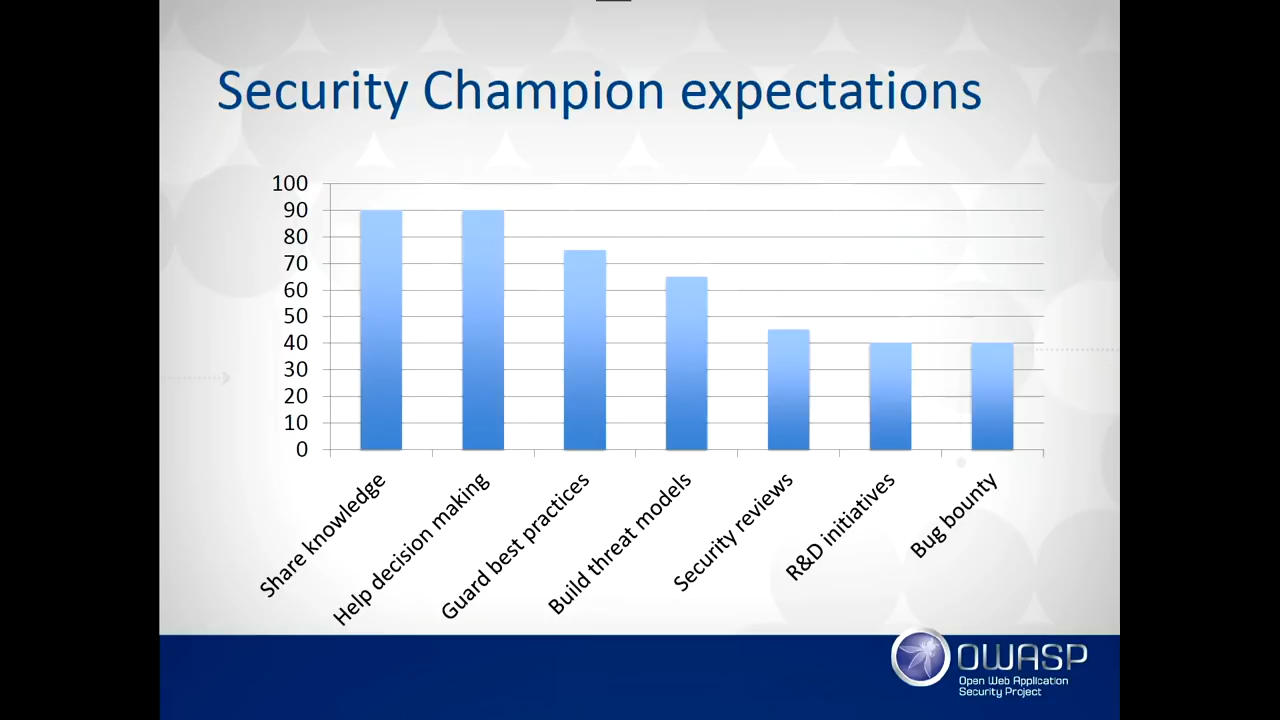 Security Champion expectations
100
90
80
70
60
50
40
30
20
10
0
Share knowledge
Help decision making
Guard best practices
Build threat models
Security reviews
R&D initiatives
Bug bounty
OWASP
Open Web Application
Security Project